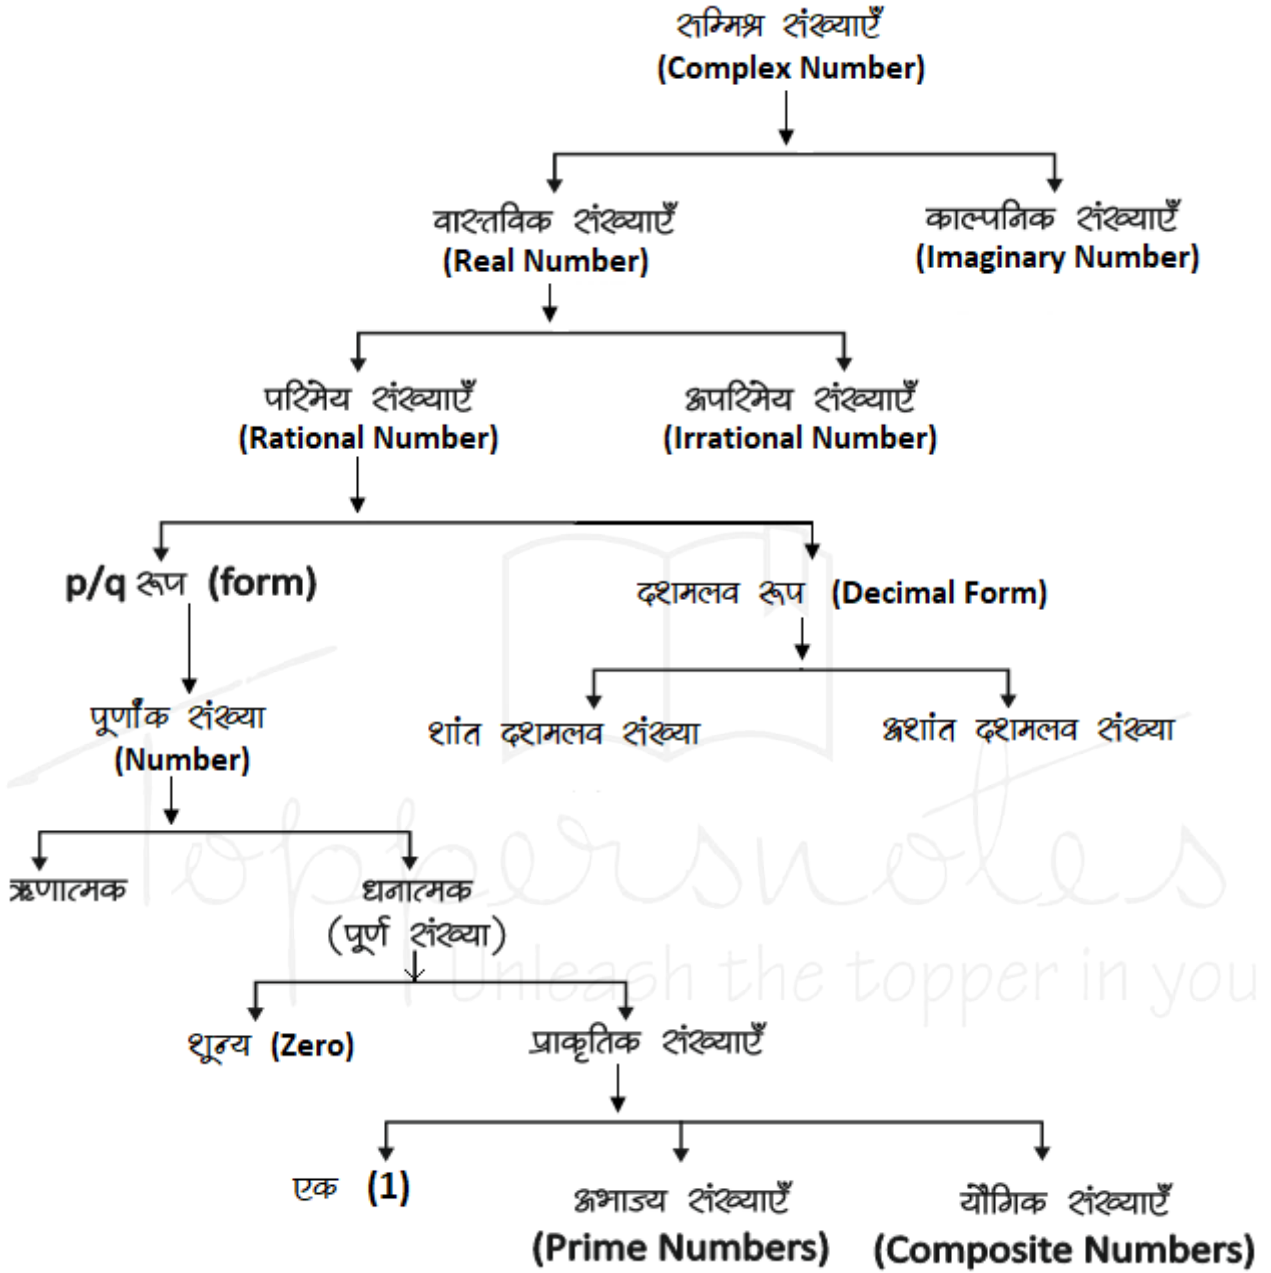 सम्मिश्र संख्याएँ
(Complex Number)
वास्तविक संख्याएँ
(Real Number)
काल्पनिक संख्याएँ
(Imaginary Number)
परिमेय संख्याएँ
(Rational Number)
अपरिमेय संख्याएँ
(Irrational Number)
p/q रूप (form)
दशमलव रूप (Decimal Form)
पूर्णांक संख्या
(Number)
शांत दशमलव संख्या
अशांत दशमलव संख्या
ऋणात्मक
धनात्मक
(पूर्ण संख्या)
शून्य (Zero)
प्राकृतिक संख्याएँ
एक (1)
अभाज्य संख्याएँ
(Prime Numbers)
यौगिक संख्याएँ
(Composite Numbers)
Toppersnotes
Unleash the topper in you